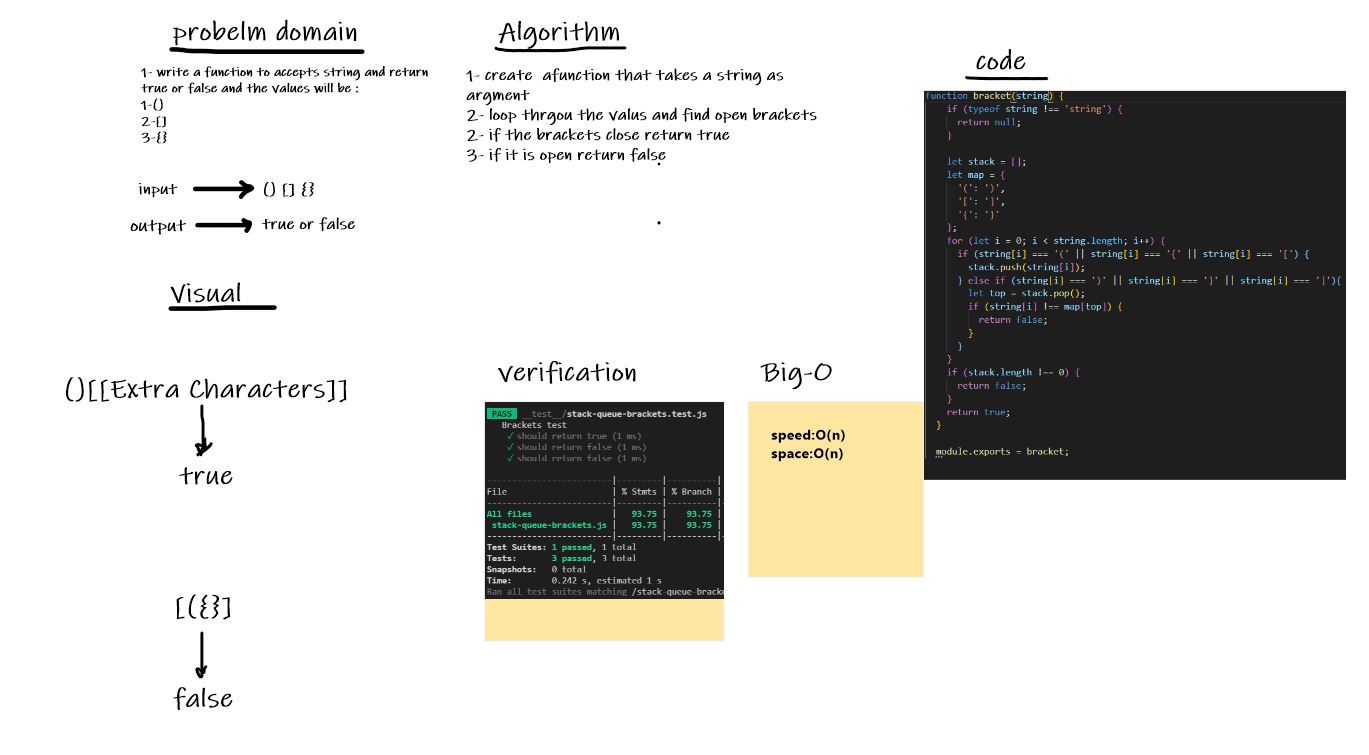 probelm domain
1- write a function to accepts string and return
true or false and the values will be :
1-()
2-[]
3-{}
input () [] {}
output true or false
Visual
()[[Extra Characters]]
true
[({}]
false
Algorithm
1- create afunction that takes a string as
argment
2- loop thrgou the valus and find open brackets
2- if the brackets close return true
3- if it is open return false
verification
PASS __test__/stack-queue-brackets.test.js
Brackets test
✓ should return true (1 ms)
✓ should return false (1 ms)
✓ should return false (1 ms)
-------------------------|---------|----------|
File | % Stmts | % Branch |
-------------------------|---------|----------|
All files | 93.75 | 93.75 |
stack-queue-brackets.js | 93.75 | 93.75 |
-------------------------|---------|----------|
Test Suites: 1 passed, 1 total
Tests: 3 passed, 3 total
Snapshots: 0 total
Time: 0.242 s, estimated 1 s
Ran all test suites matching /stack-queue-bracke
Big-O
speed:O(n)
space:O(n)
code
function bracket(string) {
if (typeof string !== 'string') {
return null;
}
let stack = [];
let map = {
'(': ')',
'[': ']',
'{': '}'
};
for (let i = 0; i < string.length; i++) {
if (string[i] === '(' || string[i] === '{' || string[i] === '[') {
stack.push(string[i]);
} else if (string[i] === ')' || string[i] === '}' || string[i] === ']'){
let top = stack.pop();
if (string[i] !== map[top]) {
return false;
}
}
}
if (stack.length !== 0) {
return false;
}
return true;
}
module.exports = bracket;